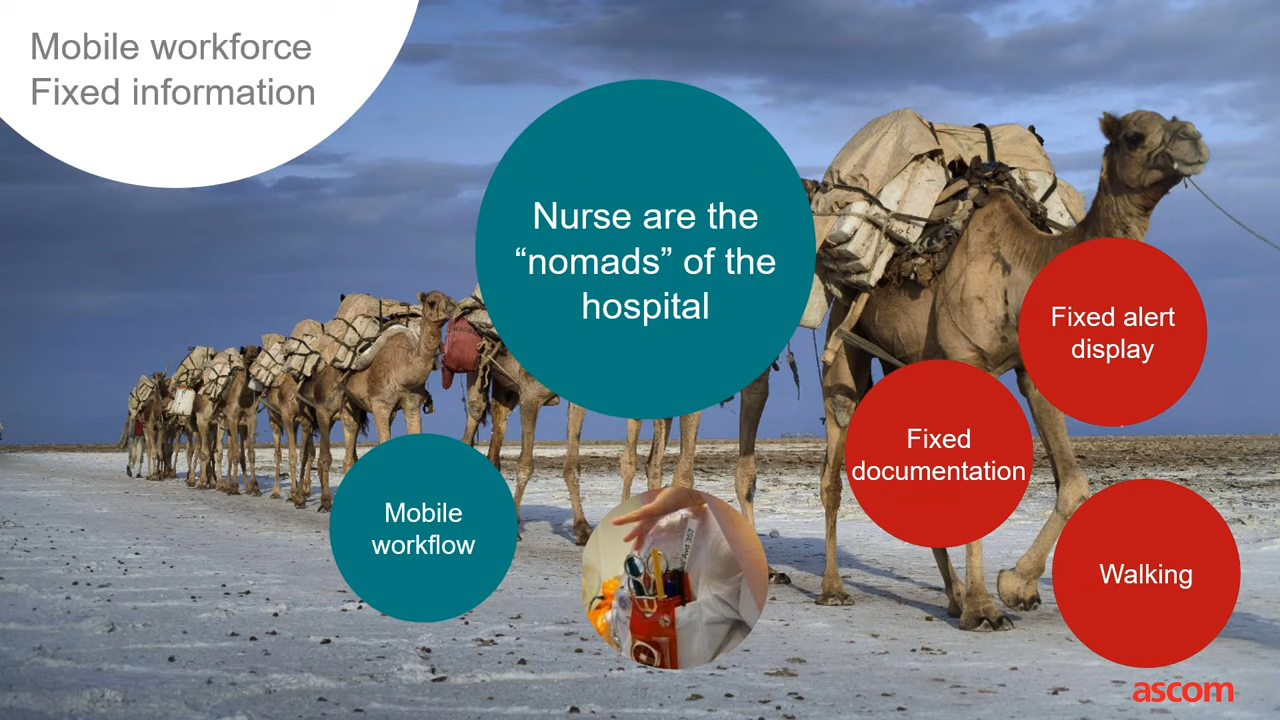 Mobile workforce
Fixed information
Nurse are the
“nomads” of the
hospital
Fixed alert
display
Fixed
documentation
Mobile
workflow
Walking
ascom